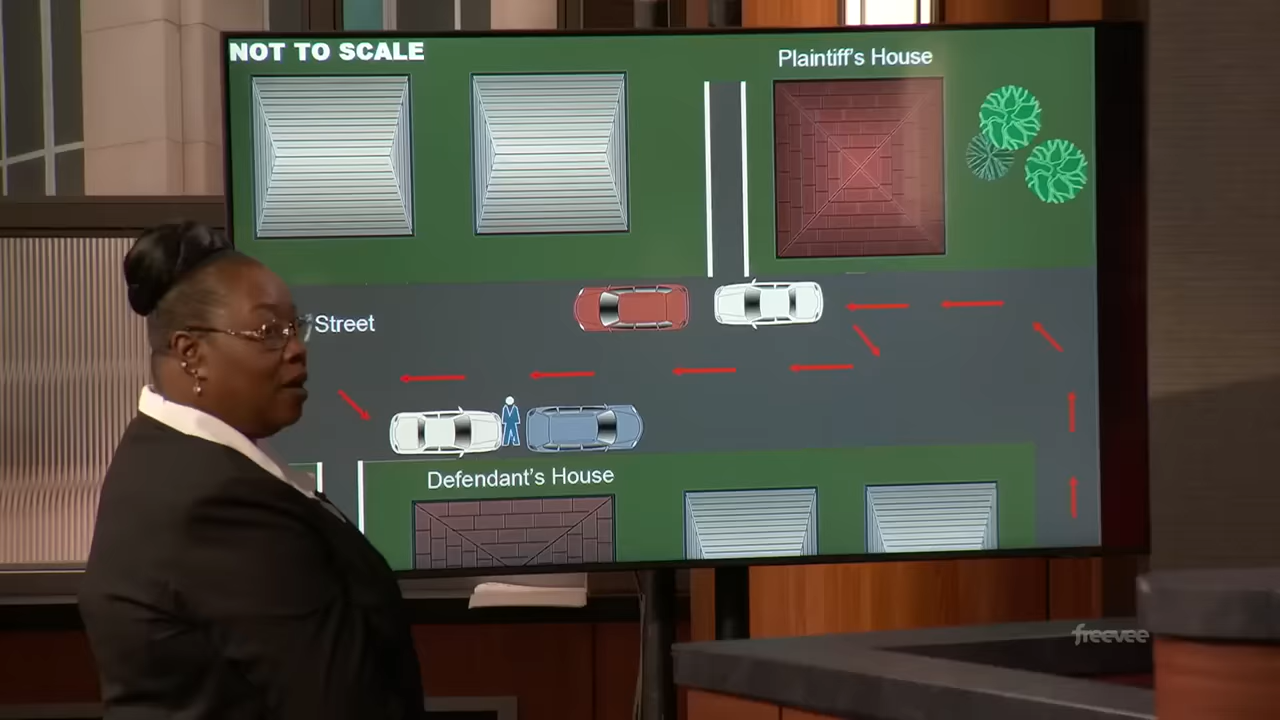 NOT TO SCALE
Plaintiff's House
Street
Defendant's House
freevee